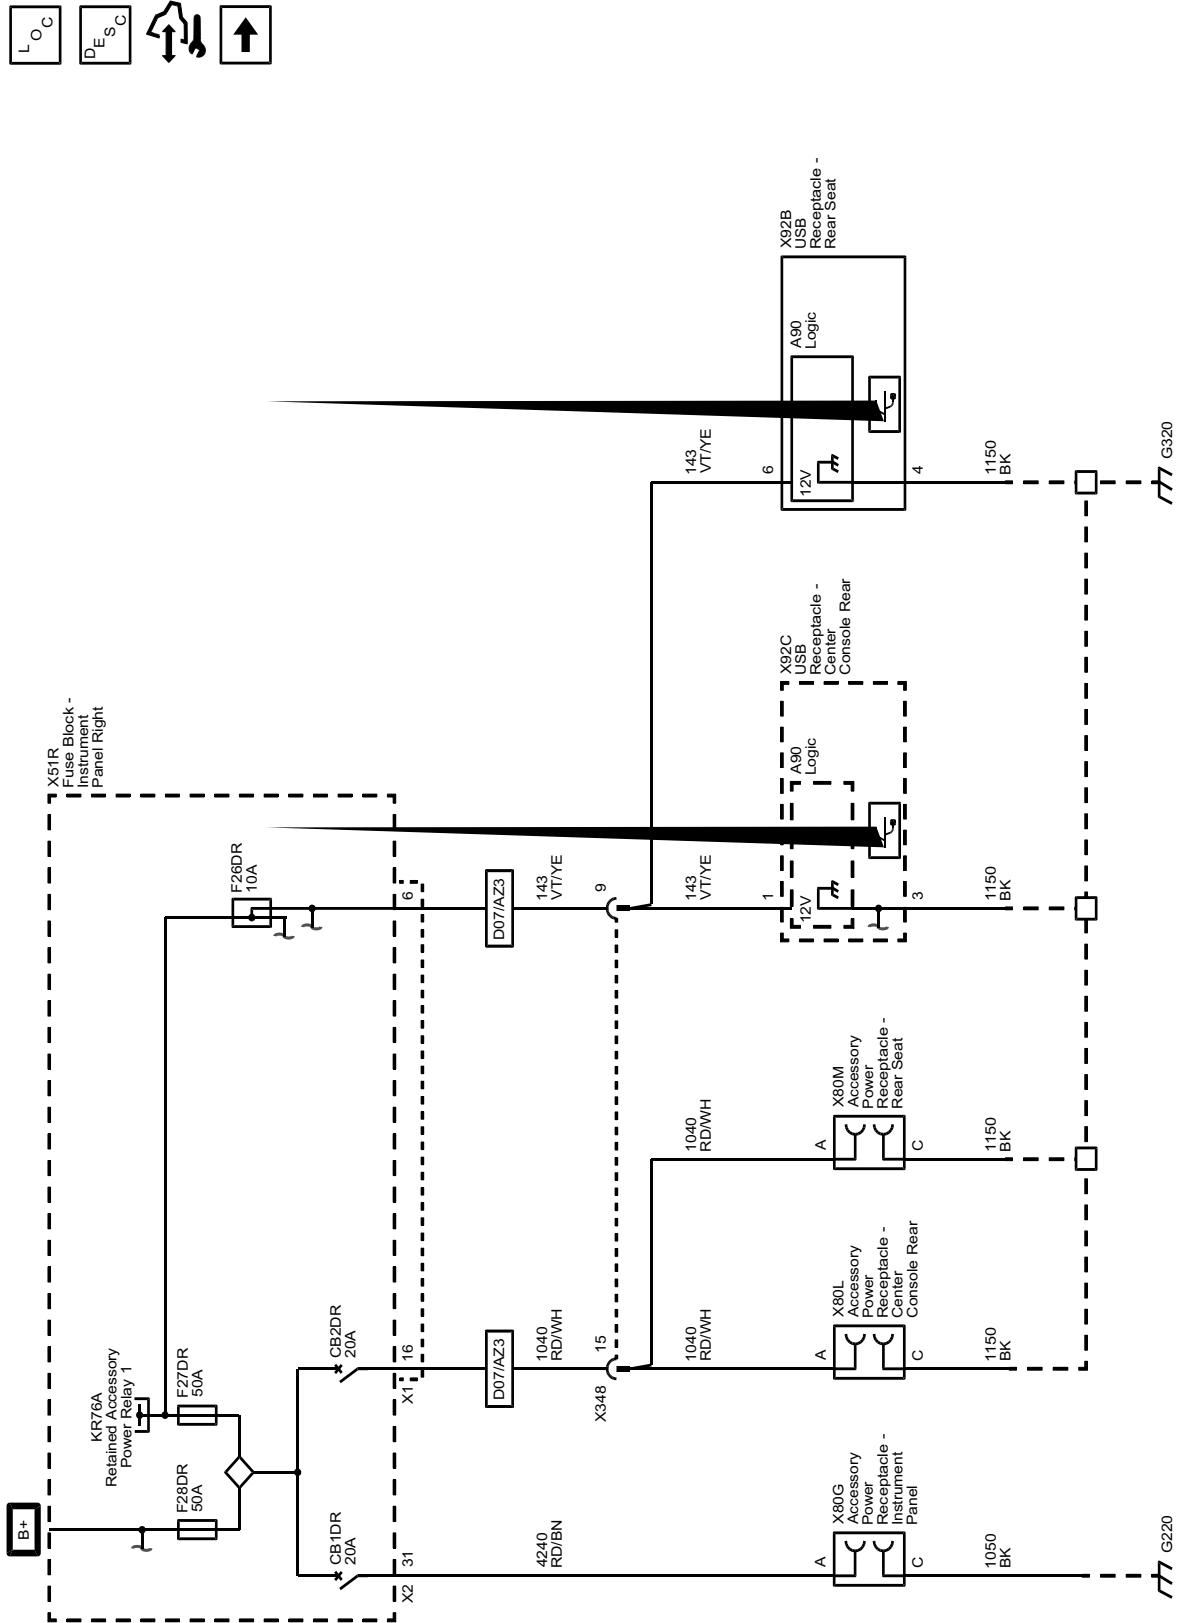 LOC
DESC
B+
X51R
Fuse Block -
Instrument
Panel Right
KR76A
Retained Accessory
Power Relay 1
F28DR
50A
F27DR
50A
F26DR
10A
CB1DR
20A
CB2DR
20A
X2
31
X1
16
6
D07/AZ3
D07/AZ3
4240
RD/BN
1040
RD/WH
143
VT/YE
X348
15
9
1040
RD/WH
1040
RD/WH
143
VT/YE
143
VT/YE
X80G
Accessory
Power
Receptacle -
Instrument
Panel
A
C
X80L
Accessory
Power
Receptacle -
Center
Console Rear
A
C
X80M
Accessory
Power
Receptacle -
Rear Seat
A
C
X92C
USB
Receptacle -
Center
Console Rear
A90
Logic
1
12V
3
X92B
USB
Receptacle -
Rear Seat
A90
Logic
6
12V
4
1050
BK
1150
BK
1150
BK
1150
BK
1150
BK
G220
G320